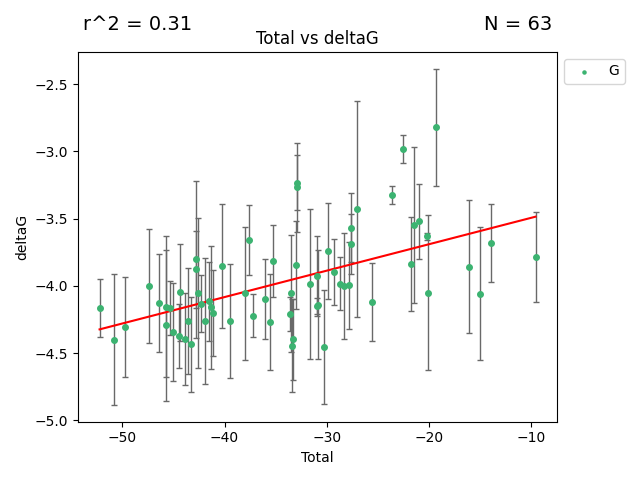 r^2 = 0.31
N = 63
Total vs deltaG
G
−2.5
−3.0
−3.5
−4.0
−4.5
−5.0
deltaG
−50
−40
−30
−20
−10
Total